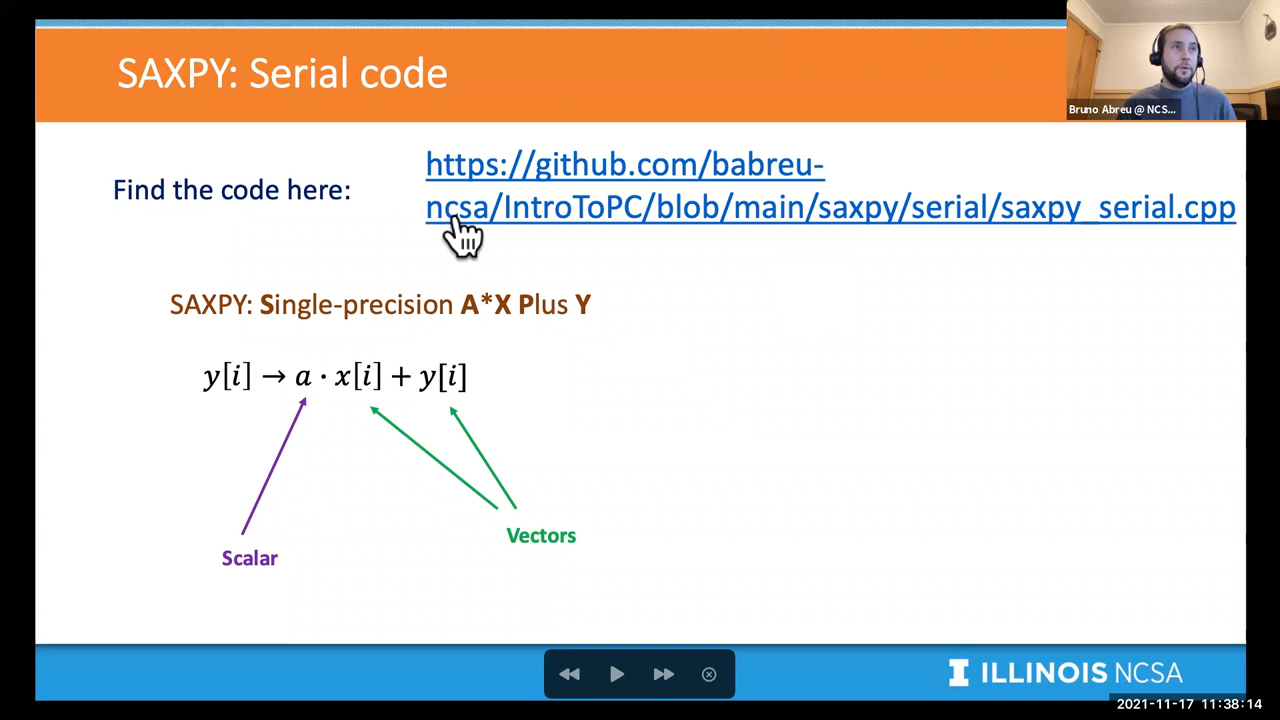 SAXPY: Serial code
Bruno Abreu @ NCS...
Find the code here:
https://github.com/babreu-
ncsa/IntroToPC/blob/main/saxpy/serial/saxpy_serial.cpp
SAXPY: Single-precision A*X Plus Y
y[i] → a · x[i] + y[i]
Scalar
Vectors
I ILLINOIS NCSA
2021-11-17 11:38:14